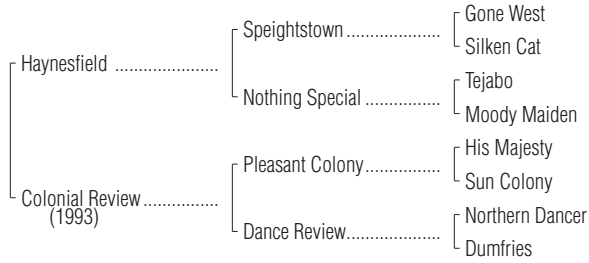 Gone West
Speightstown ...................
Silken Cat
Haynesfield .....................
Tejabo
Nothing Special ................
Moody Maiden
His Majesty
Pleasant Colony................
Sun Colony
Colonial Review ...............
(1993)
Northern Dancer
Dance Review...................
Dumfries